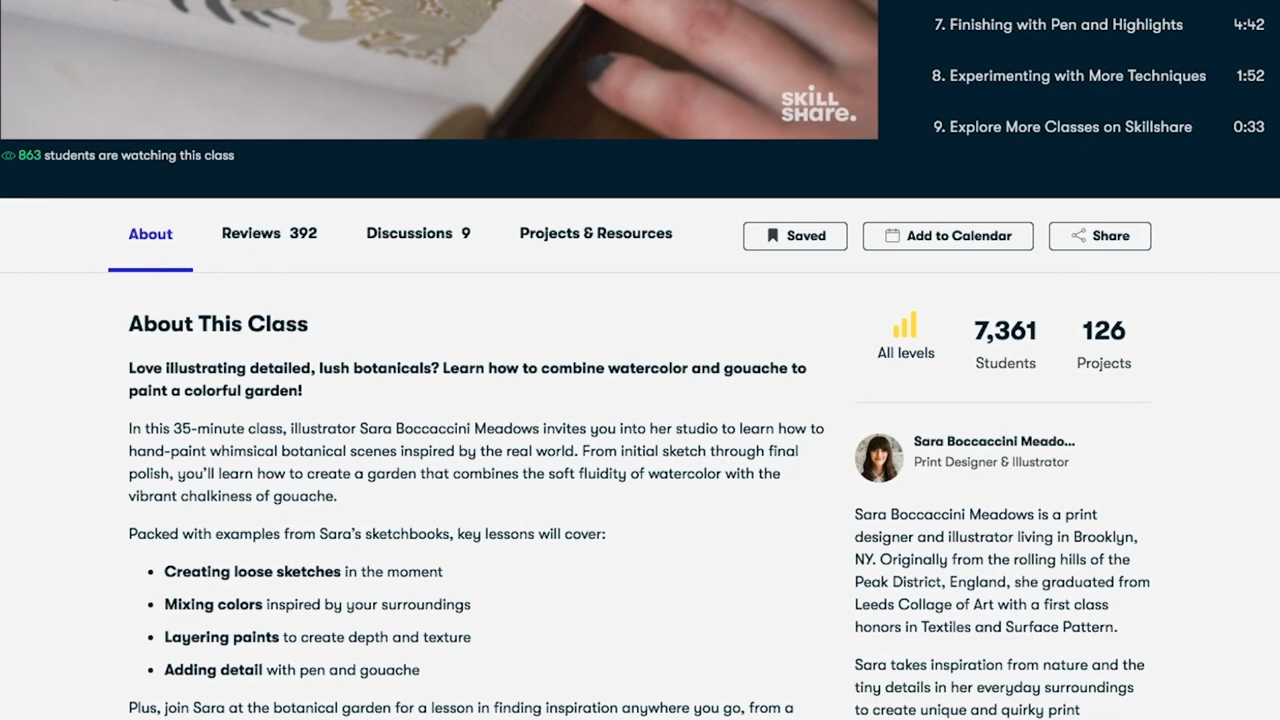 7. Finishing with Pen and Highlights 4:42
8. Experimenting with More Techniques 1:52
9. Explore More Classes on Skillshare 0:33
SKILL
SHARE.
863 students are watching this class
About Reviews 392 Discussions 9 Projects & Resources Saved Add to Calendar Share
About This Class
Love illustrating detailed, lush botanicals? Learn how to combine watercolor and gouache to
paint a colorful garden!
In this 35-minute class, illustrator Sara Boccaccini Meadows invites you into her studio to learn how to
hand-paint whimsical botanical scenes inspired by the real world. From initial sketch through final
polish, you'll learn how to create a garden that combines the soft fluidity of watercolor with the
vibrant chalkiness of gouache.
Packed with examples from Sara's sketchbooks, key lessons will cover:
• Creating loose sketches in the moment
• Mixing colors inspired by your surroundings
• Layering paints to create depth and texture
• Adding detail with pen and gouache
Plus, join Sara at the botanical garden for a lesson in finding inspiration anywhere you go, from a
All levels
7,361
Students
126
Projects
Sara Boccaccini Meado...
Print Designer & Illustrator
Sara Boccaccini Meadows is a print
designer and illustrator living in Brooklyn,
NY. Originally from the rolling hills of the
Peak District, England, she graduated from
Leeds Collage of Art with a first class
honors in Textiles and Surface Pattern.
Sara takes inspiration from nature and the
tiny details in her everyday surroundings
to create unique and quirky print